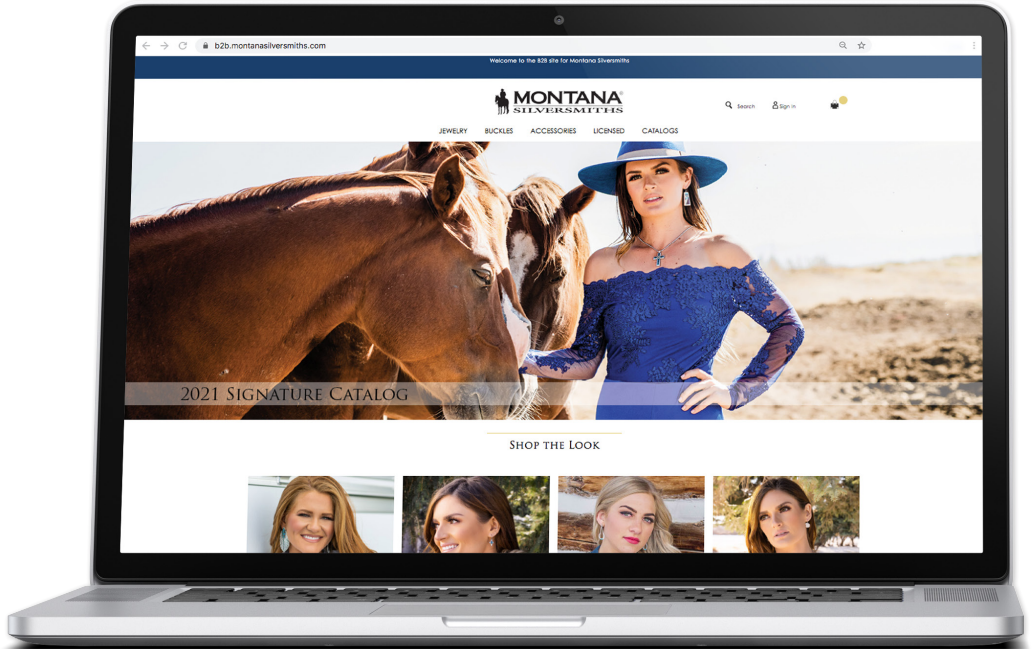 b2b.montanasilversmiths.com
Welcome to the B2B site for Montana Silversmiths
MONTANA®
SILVERSMITHS
Search
Sign in
JEWELRY BUCKLES ACCESSORIES LICENSED CATALOGS
2021 Signature Catalog
Shop the Look